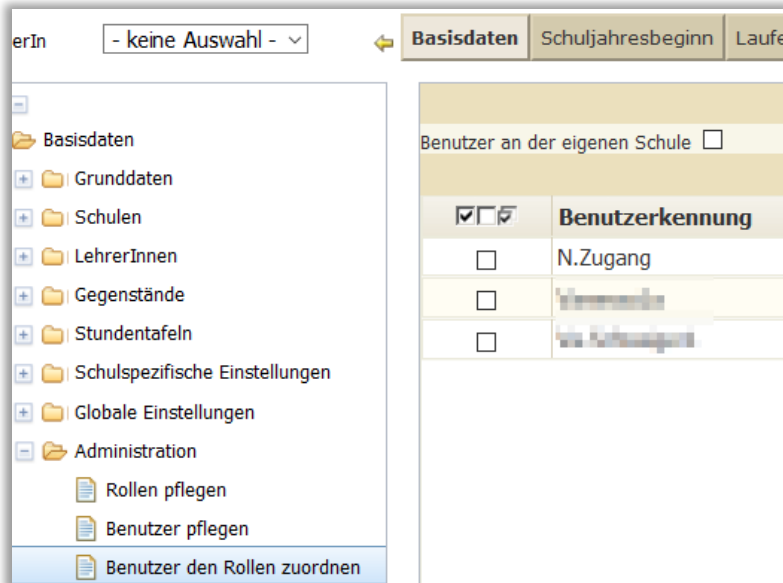 erIn - keine Auswahl - Basisdaten Schuljahresbeginn Laufe
Basisdaten
Grunddaten
Schulen
LehrerInnen
Gegenstände
Stundentafeln
Schulspezifische Einstellungen
Globale Einstellungen
Administration
Rollen pflegen
Benutzer pflegen
Benutzer den Rollen zuordnen
Benutzer an der eigenen Schule
Benutzerkennung
N.Zugang